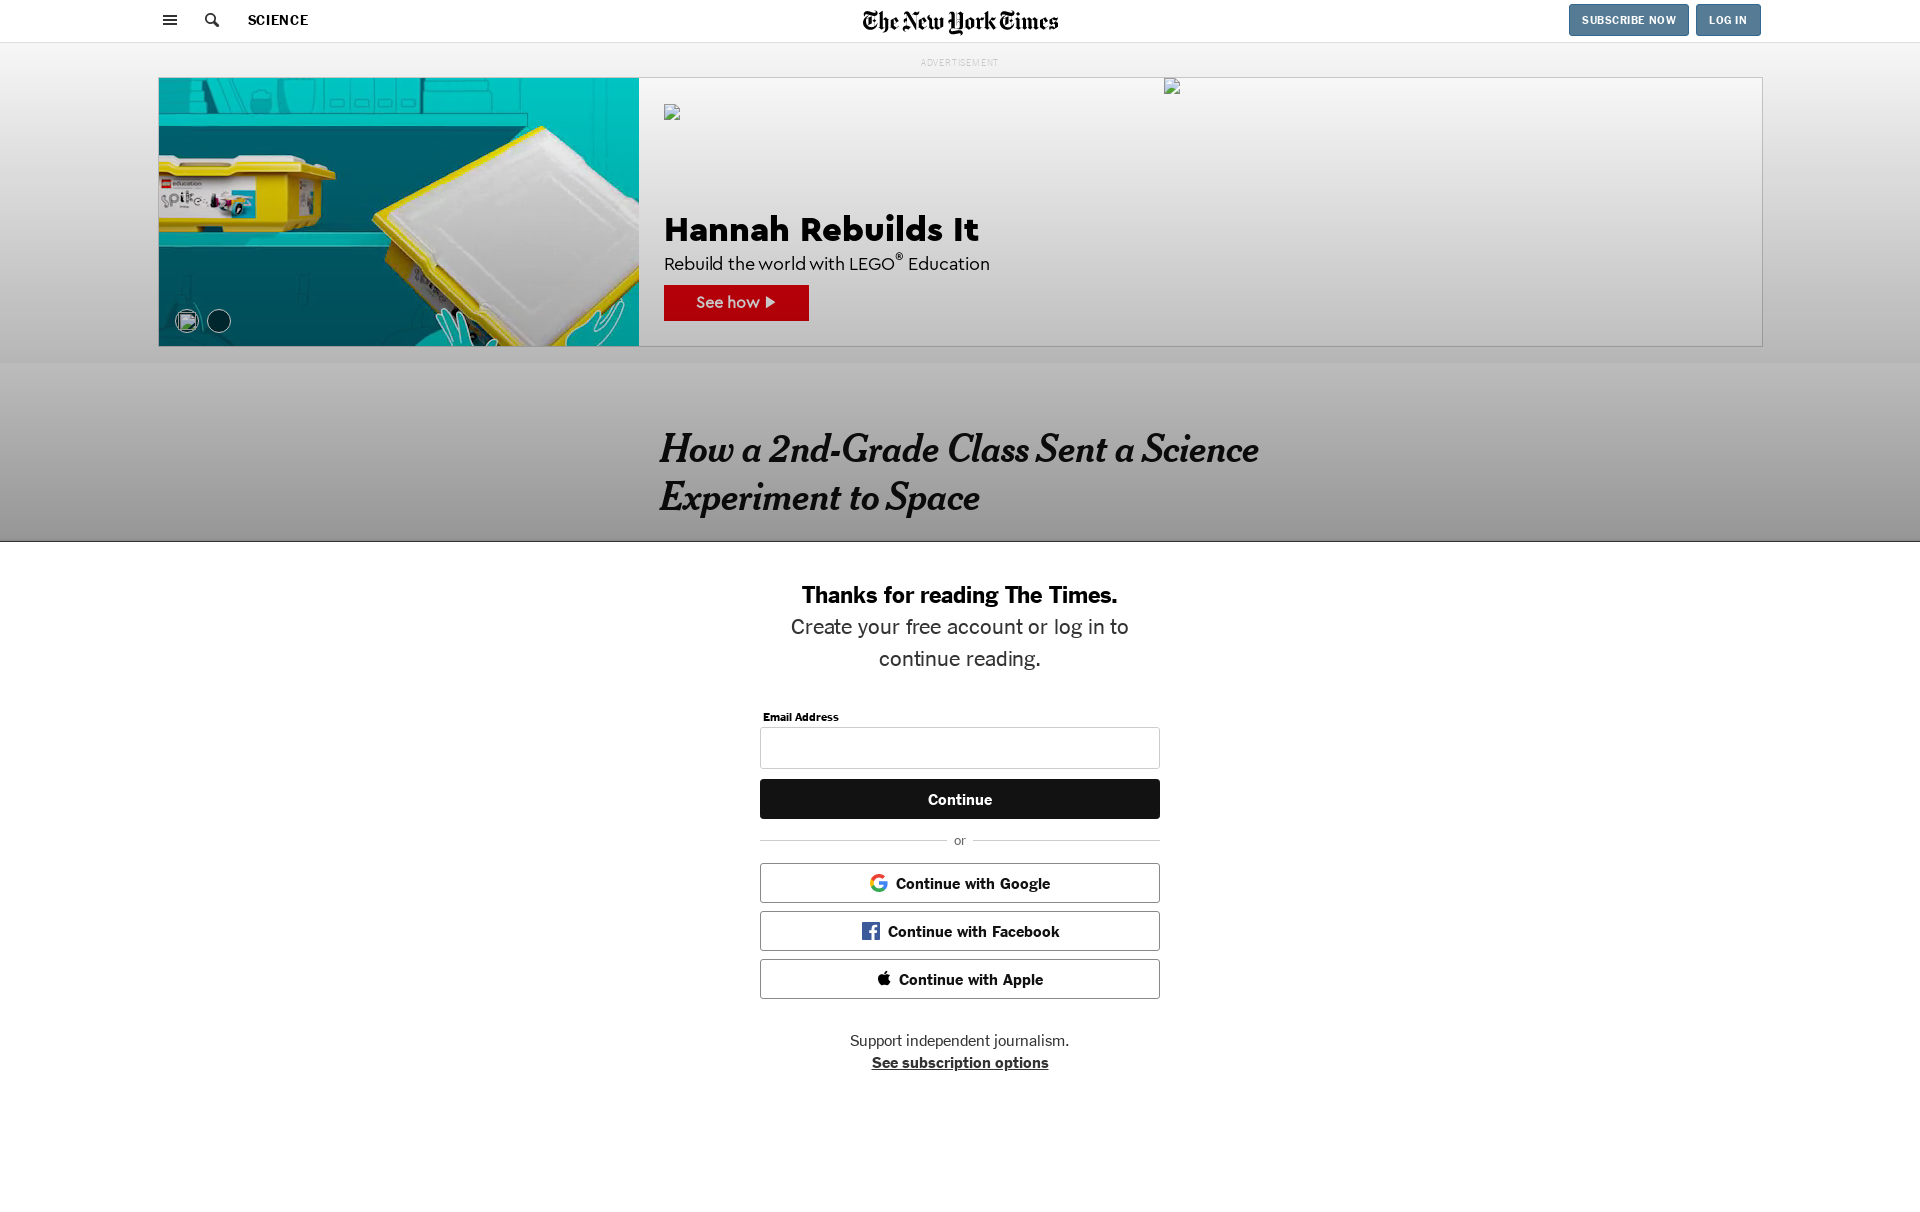 SCIENCE
The New York Times
SUBSCRIBE NOW
LOG IN
ADVERTISEMENT
education
spike
Hannah Rebuilds It
Rebuild the world with LEGO® Education
See how
How a 2nd-Grade Class Sent a Science
Experiment to Space
Thanks for reading The Times.
Create your free account or log in to
continue reading.
Email Address
Continue
or
Continue with Google
Continue with Facebook
Continue with Apple
Support independent journalism.
See subscription options